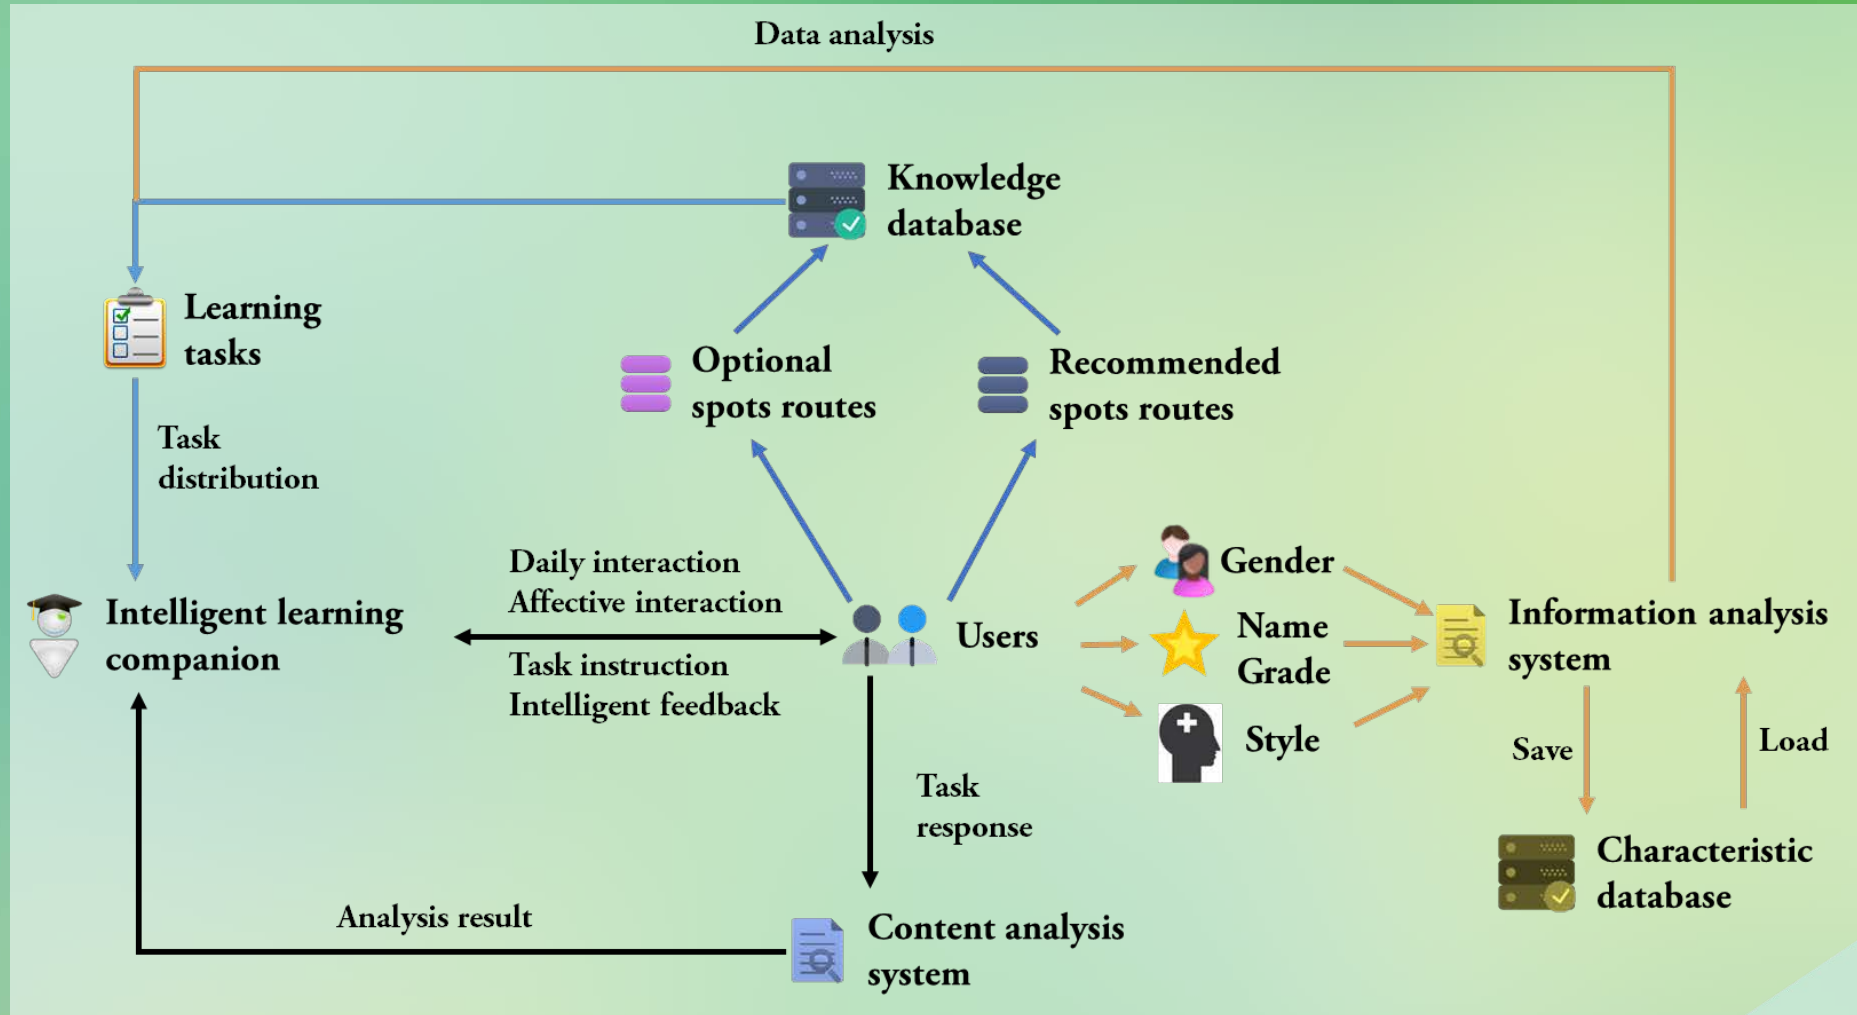 Data analysis
Knowledge
database
Learning
tasks
Optional
spots routes
Recommended
spots routes
Task
distribution
Daily interaction
Affective interaction
Task instruction
Intelligent feedback
Intelligent learning
companion
Users
Gender
Name
Grade
Style
Information analysis
system
Save
Load
Task
response
Characteristic
database
Analysis result
Content analysis
system